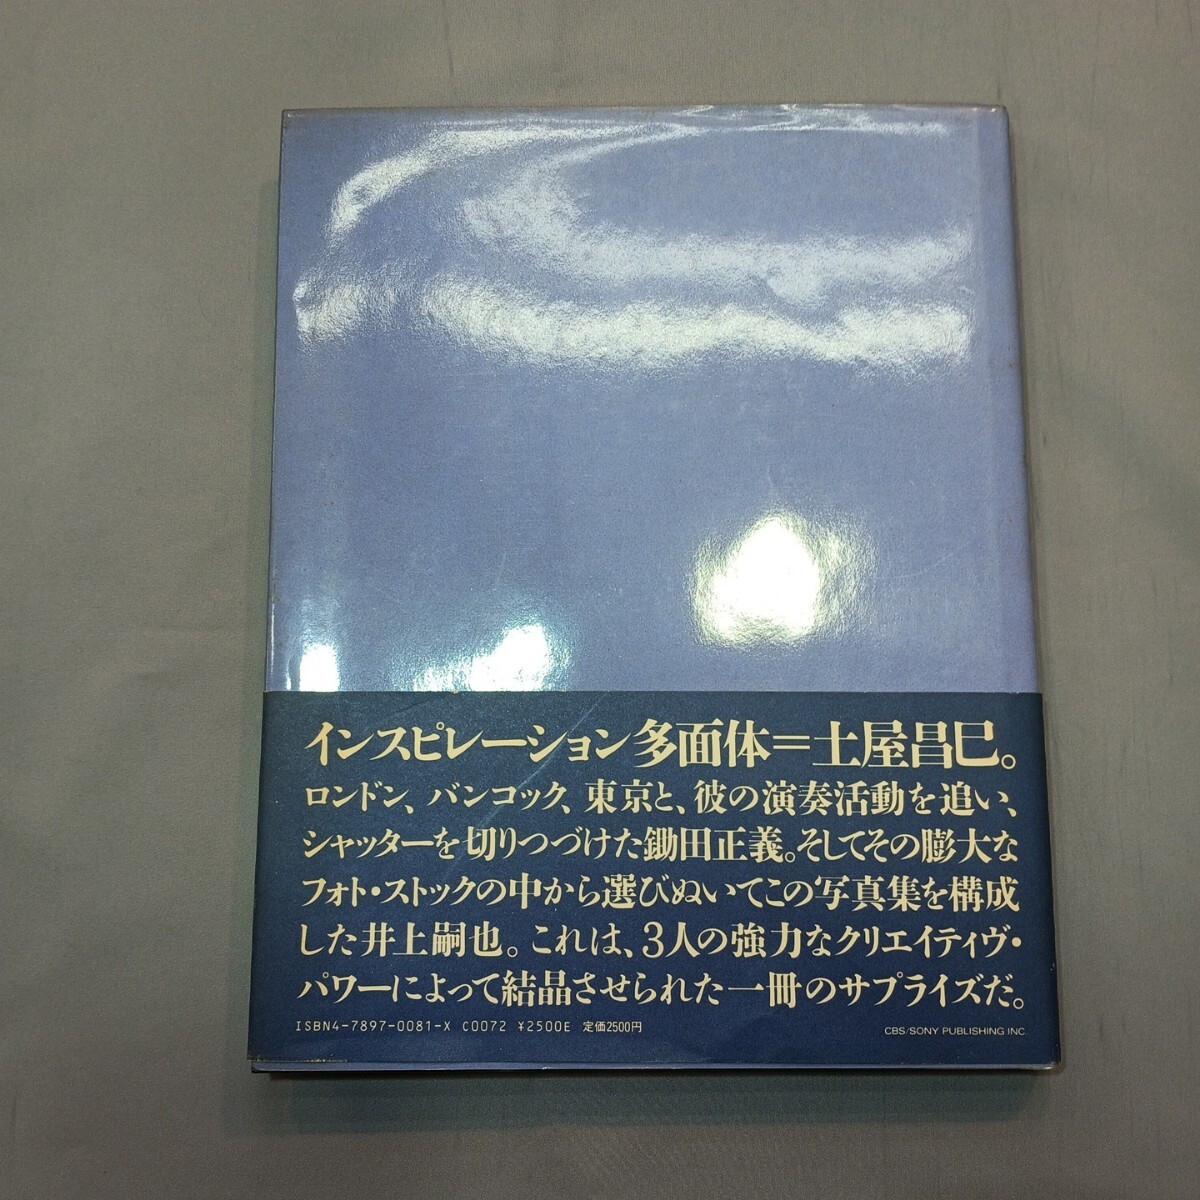 インスピレーション多面体＝土屋昌巳。
ロンドン、バンコック、東京と、彼の演奏活動を追い、
シャッターを切りつづけた鋤田正義。そしてその膨大な
フォト・ストックの中から選びぬいてこの写真集を構成
した井上嗣也。これは、3人の強力なクリエイティヴ・
パワーによって結晶させられた一冊のサプライズだ。
ISBN4-7897-0081-X C0072 ¥2500E 定価2500円
CBS/SONY PUBLISHING INC.